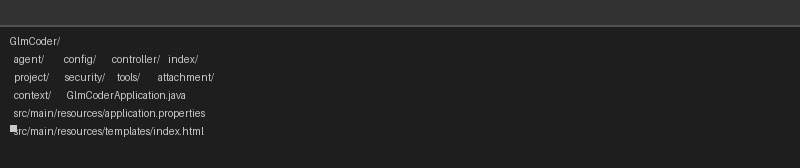 GlmCoder/
agent/ config/ controller/ index/
project/ security/ tools/ attachment/
context/ GlmCoderApplication.java
src/main/resources/application.properties
src/main/resources/templates/index.html